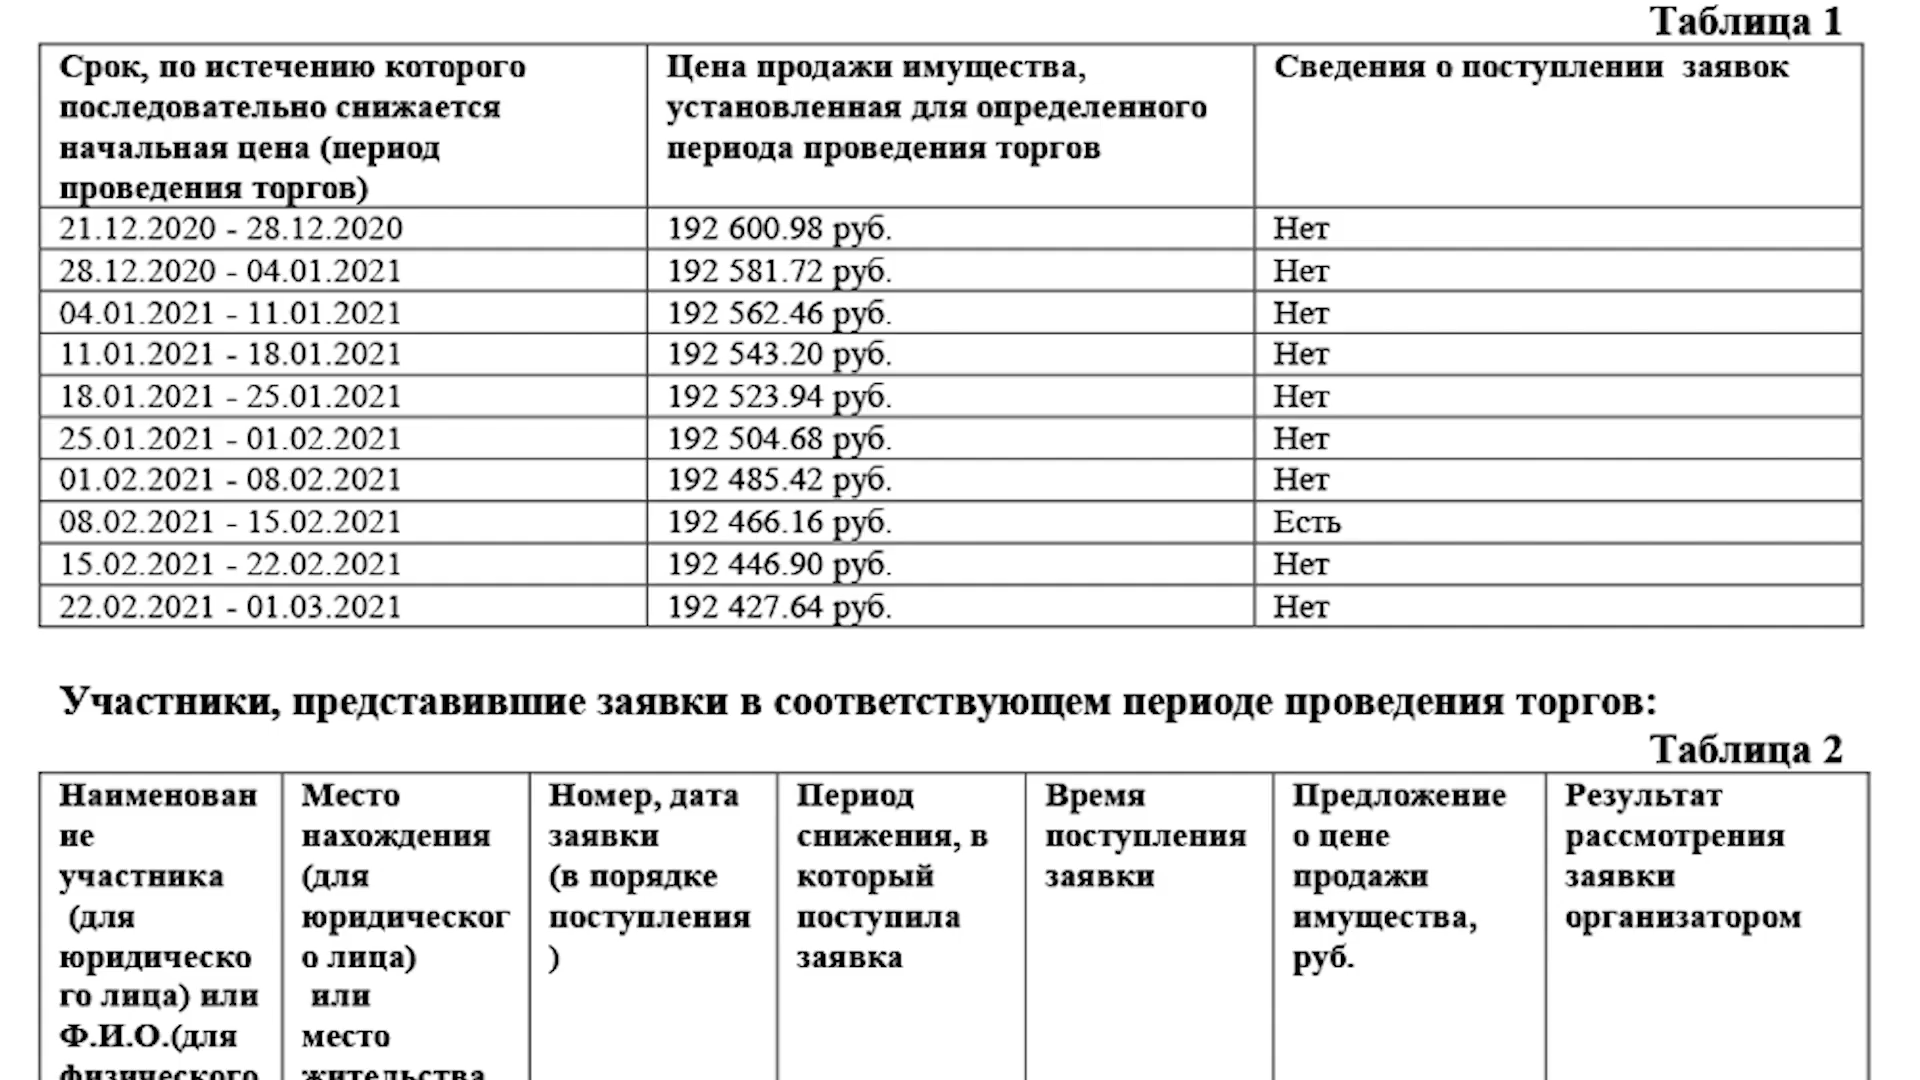 Таблица 1
Срок, по истечению которого
последовательно снижается
начальная цена (период
проведения торгов)
Цена продажи имущества,
установленная для определенного
периода проведения торгов
Сведения о поступлении заявок
21.12.2020 - 28.12.2020 192 600.98 руб. Нет
28.12.2020 - 04.01.2021 192 581.72 руб. Нет
04.01.2021 - 11.01.2021 192 562.46 руб. Нет
11.01.2021 - 18.01.2021 192 543.20 руб. Нет
18.01.2021 - 25.01.2021 192 523.94 руб. Нет
25.01.2021 - 01.02.2021 192 504.68 руб. Нет
01.02.2021 - 08.02.2021 192 485.42 руб. Нет
08.02.2021 - 15.02.2021 192 466.16 руб. Есть
15.02.2021 - 22.02.2021 192 446.90 руб. Нет
22.02.2021 - 01.03.2021 192 427.64 руб. Нет
Участники, представившие заявки в соответствующем периоде проведения торгов:
Таблица 2
Наименован
ие
участника
(для
юридическо
го лица) или
Ф.И.О.(для
физического
Место
нахождения
(для
юридическог
о лица)
или
место
жительства
Номер, дата
заявки
(в порядке
поступления
)
Период
снижения, в
который
поступила
заявка
Время
поступления
заявки
Предложение
о цене
продажи
имущества,
руб.
Результат
рассмотрения
заявки
организатором